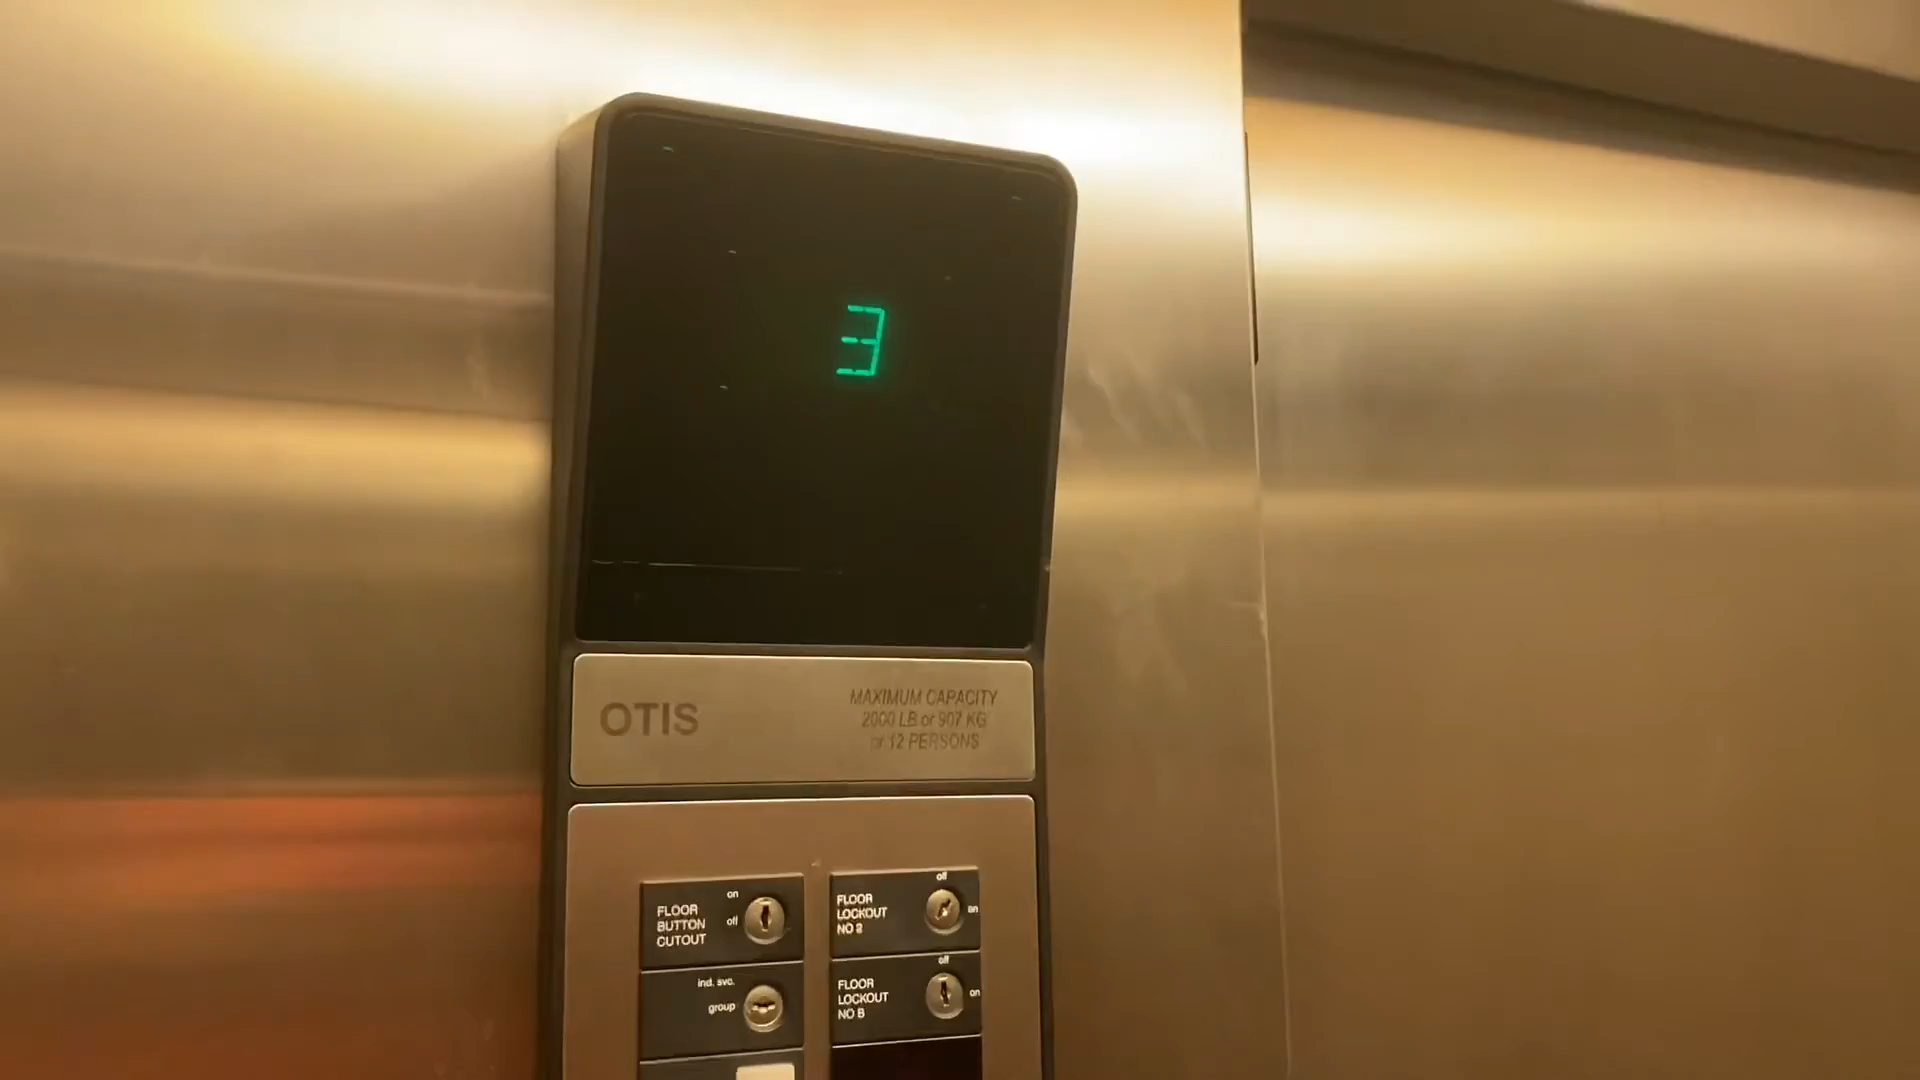 3
OTIS
MAXIMUM CAPACITY
2000 LB or 907 KG
or 12 PERSONS
on
FLOOR
BUTTON
CUTOUT
off
off
FLOOR
LOCKOUT
NO 2
on
ind. svc.
group
off
FLOOR
LOCKOUT
NO B
on